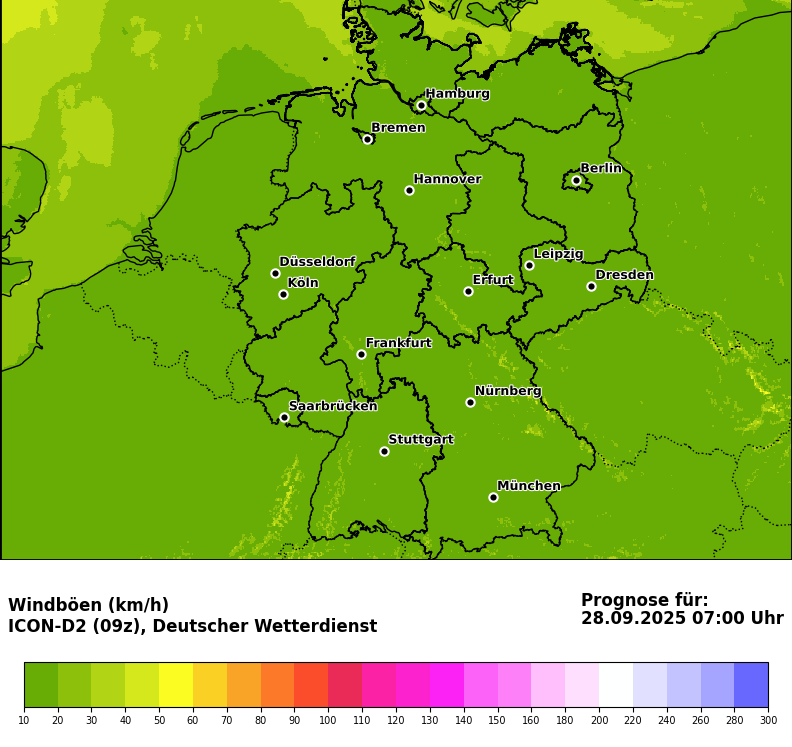 Hamburg
Bremen
Berlin
Hannover
Leipzig
Düsseldorf
Dresden
Erfurt
Köln
Frankfurt
Nürnberg
Saarbrücken
Stuttgart
München
Windböen (km/h)
ICON-D2 (09z), Deutscher Wetterdienst
Prognose für:
28.09.2025 07:00 Uhr
10 20 30 40 50 60 70 80 90 100 110 120 130 140 150 160 180 200 220 240 260 280 300